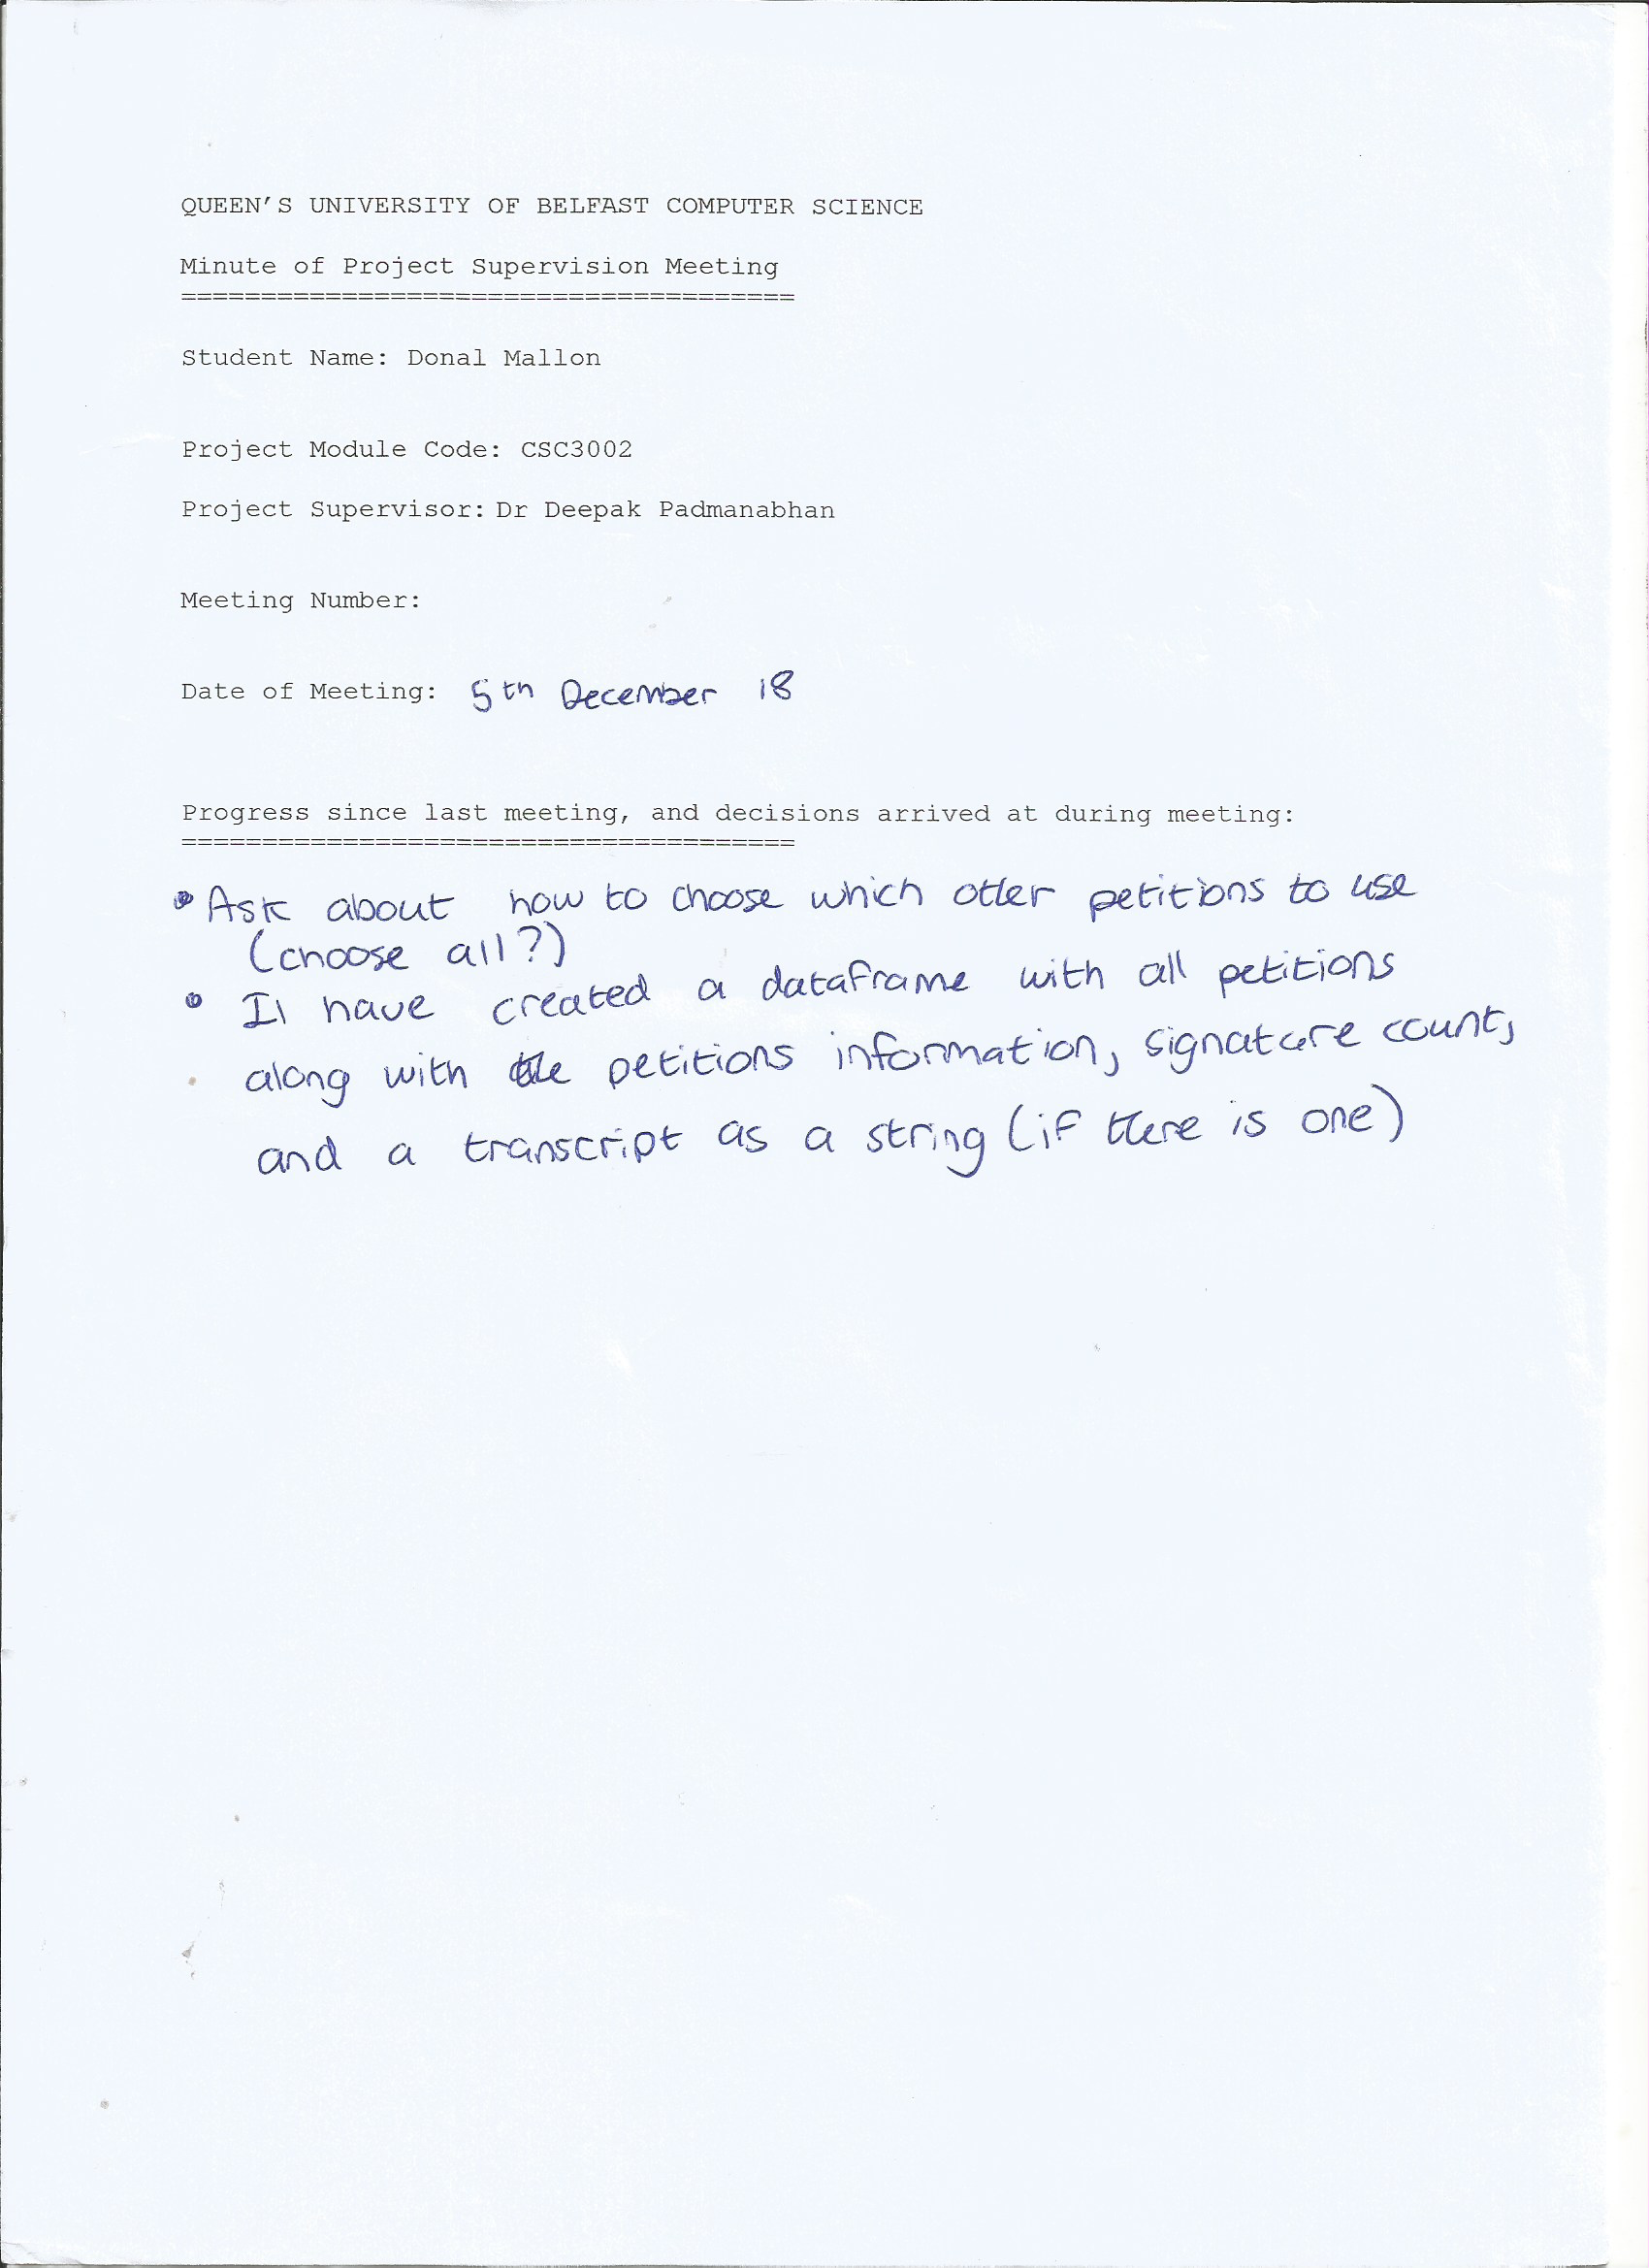 QUEEN'S UNIVERSITY OF BELFAST COMPUTER SCIENCE
Minute of Project Supervision Meeting
======================================
Student Name: Donal Mallon
Project Module Code: CSC3002
Project Supervisor: Dr Deepak Padmanabhan
Meeting Number:
Date of Meeting: 5th December 18
Progress since last meeting, and decisions arrived at during meeting:
======================================
• Ask about how to choose which other petitions to use
(choose all?)
• I have created a dataframe with all petitions
along with the petitions information, signature count,
and a transcript as a string (if there is one)